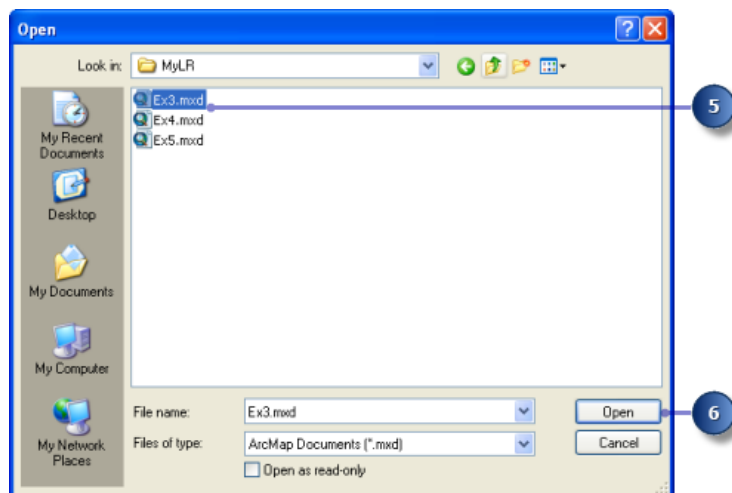 Open
Look in:
MyLR
Ex3.mxd
5
Ex4.mxd
Ex5.mxd
My Recent
Documents
Desktop
My Documents
My Computer
My Network
Places
File name:
Ex3.mxd
Open
6
Files of type:
ArcMap Documents (*.mxd)
Cancel
Open as read-only